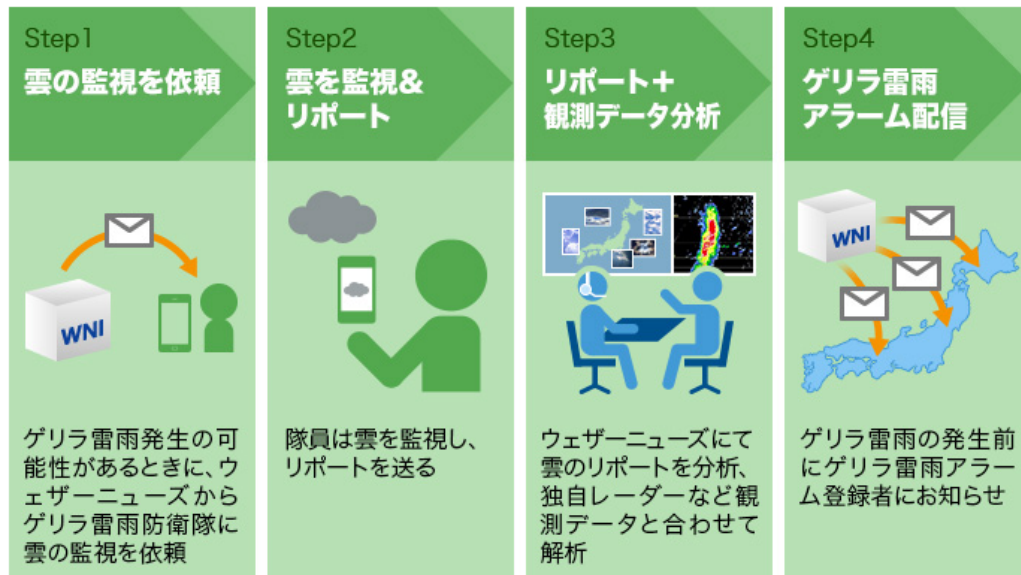 Step1
雲の監視を依頼
WNI
ゲリラ雷雨発生の可
能性があるときに、ウ
ェザーニューズから
ゲリラ雷雨防衛隊に
雲の監視を依頼
Step2
雲を監視&
リポート
隊員は雲を監視し、
リポートを送る
Step3
リポート＋
観測データ分析
ウェザーニューズにて
雲のリポートを分析、
独自レーダーなど観
測データと合わせて
解析
Step4
ゲリラ雷雨
アラーム配信
WNI
ゲリラ雷雨の発生前
にゲリラ雷雨アラー
ム登録者にお知らせ